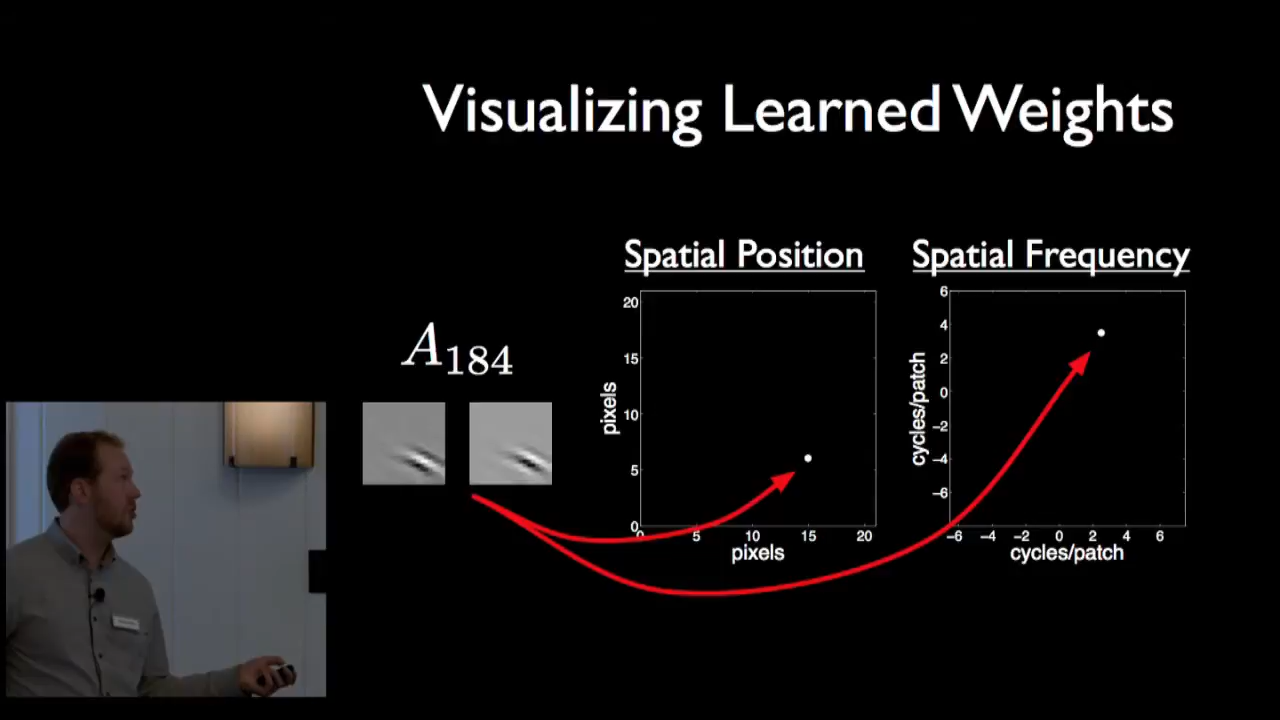 Visualizing Learned Weights
Spatial Position
Spatial Frequency
A184
20
15
10
5
0
pixels
0 5 10 15 20
pixels
6
4
2
0
−2
−4
−6
cycles/patch
−6 −4 −2 0 2 4 6
cycles/patch